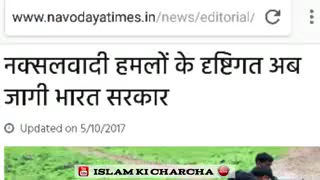 www.navodayatimes.in/news/editorial/
नक्सलवादी हमलों के दृष्टिगत अब
जागी भारत सरकार
Updated on 5/10/2017
ISLAM KI CHARCHA